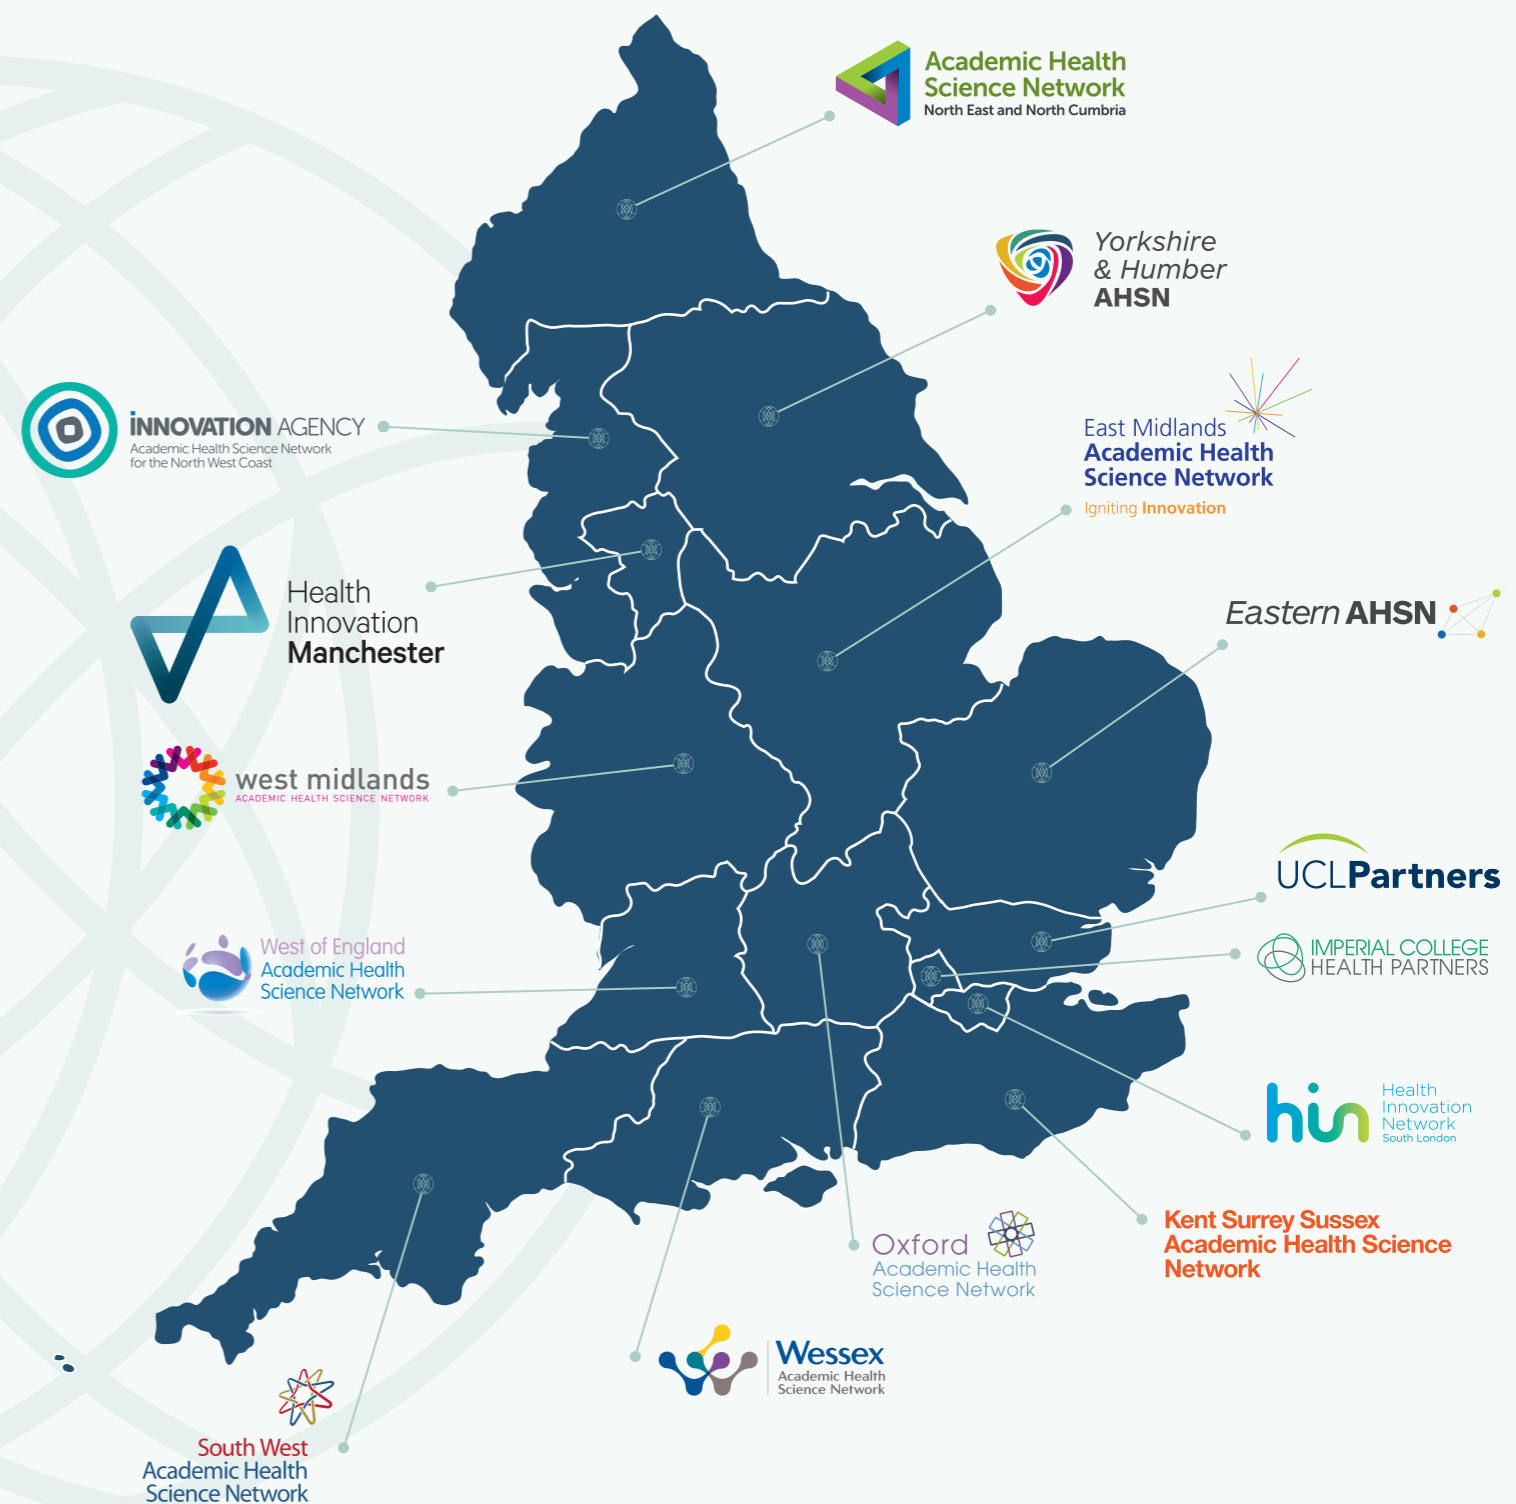 Academic Health
Science Network
North East and North Cumbria
Yorkshire
& Humber
AHSN
INNOVATION AGENCY
Academic Health Science Network
for the North West Coast
East Midlands
Academic Health
Science Network
Igniting Innovation
Health
Innovation
Manchester
Eastern AHSN
west midlands
ACADEMIC HEALTH SCIENCE NETWORK
UCLPartners
West of England
Academic Health
Science Network
IMPERIAL COLLEGE
HEALTH PARTNERS
hin
Health
Innovation
Network
South London
Kent Surrey Sussex
Academic Health Science
Network
Oxford
Academic Health
Science Network
Wessex
Academic Health
Science Network
South West
Academic Health
Science Network